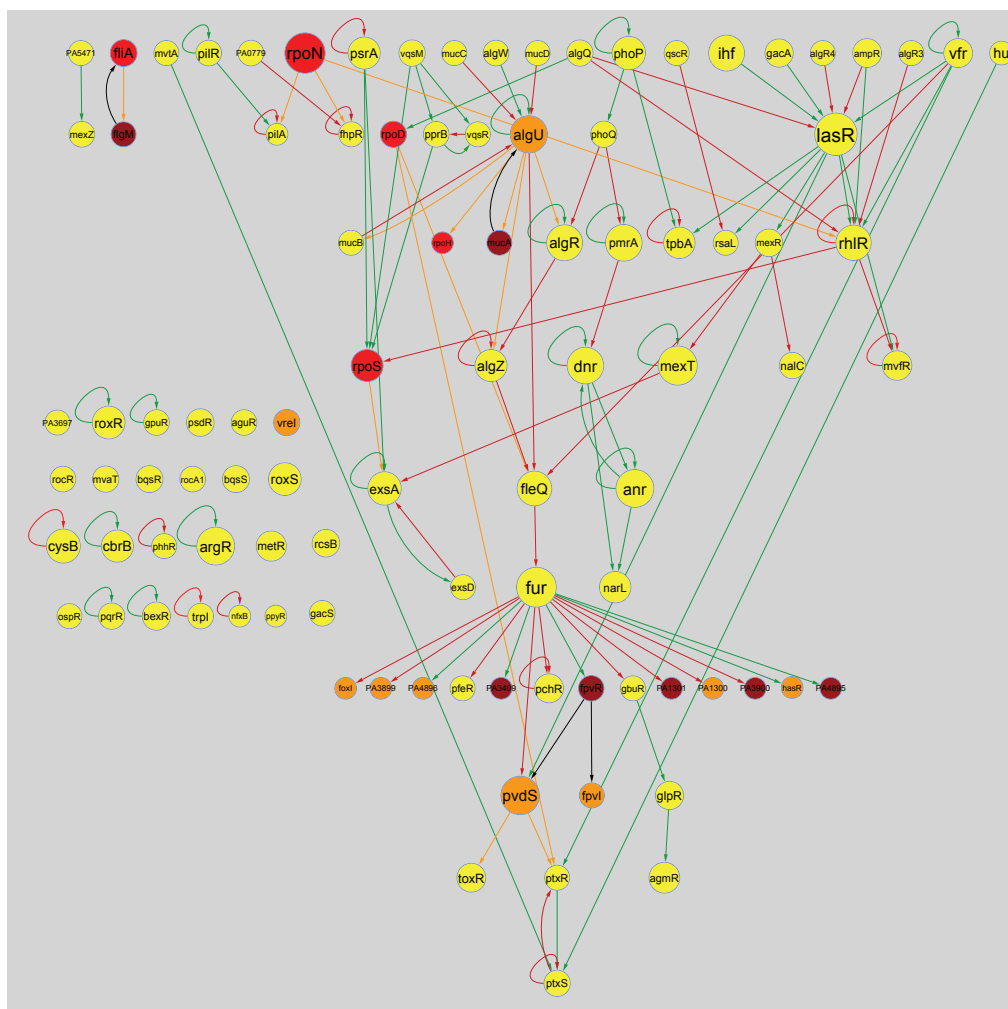 PA5471 fliA mvtA pilR PA0779 rpoN psrA vqsM mucC algW mucD algQ phoP qscR ihf gacA algR4 ampR algR3 vfr hu
mexZ flgM pilA fhpR rpoD pprB vqsR algU phoQ lasR
mucB rpoH mucA algR pmrA tpbA rsaL mexR rhlR
rpoS algZ dnr mexT nalC mvfR
PA3697 roxR gpuR psdR aguR vreI
rocR mvaT bqsR rocA1 bqsS roxS exsA fleQ anr
cysB cbrB phhR argR metR rcsB
exsD fur narL
ospR pqrR bexR trpI nfxB ppyR gacS
foxI PA3899 PA4896 pfeR PA3409 pchR fpvR gbuR PA1301 PA1300 PA3900 hasR PA4895
pvdS fpvI glpR
toxR ptxR agmR
ptxS